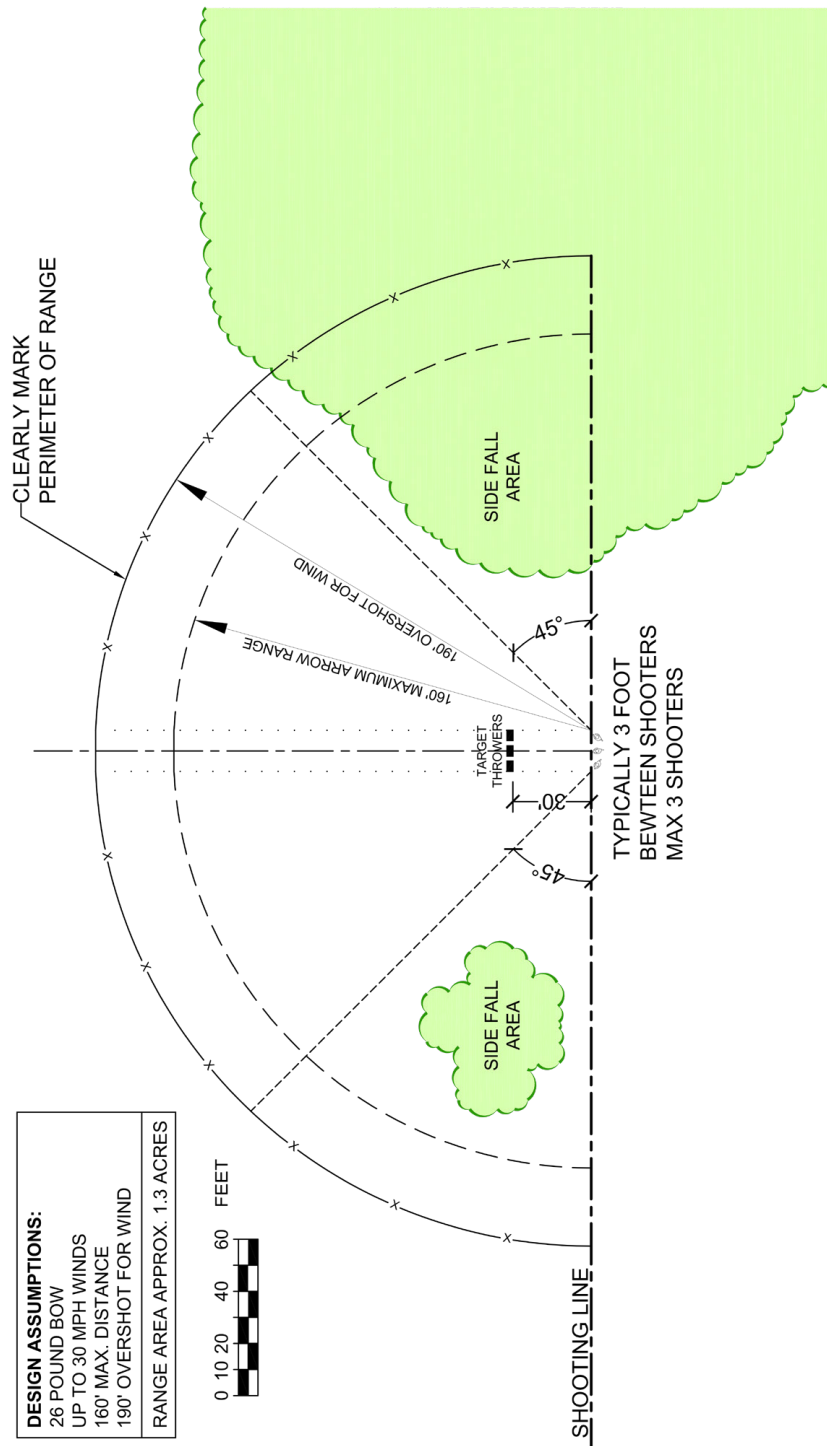 DESIGN ASSUMPTIONS:
26 POUND BOW
UP TO 30 MPH WINDS
160' MAX. DISTANCE
190' OVERSHOT FOR WIND
RANGE AREA APPROX. 1.3 ACRES
0 10 20 40 60 FEET
CLEARLY MARK
PERIMETER OF RANGE
190' OVERSHOT FOR WIND
160' MAXIMUM ARROW RANGE
TARGET
THROWERS
30'
45°
45°
SIDE FALL
AREA
SIDE FALL
AREA
SHOOTING LINE
TYPICALLY 3 FOOT
BEWTEEN SHOOTERS
MAX 3 SHOOTERS
X
X
X
X
X
X
X
X
X
X
X
X